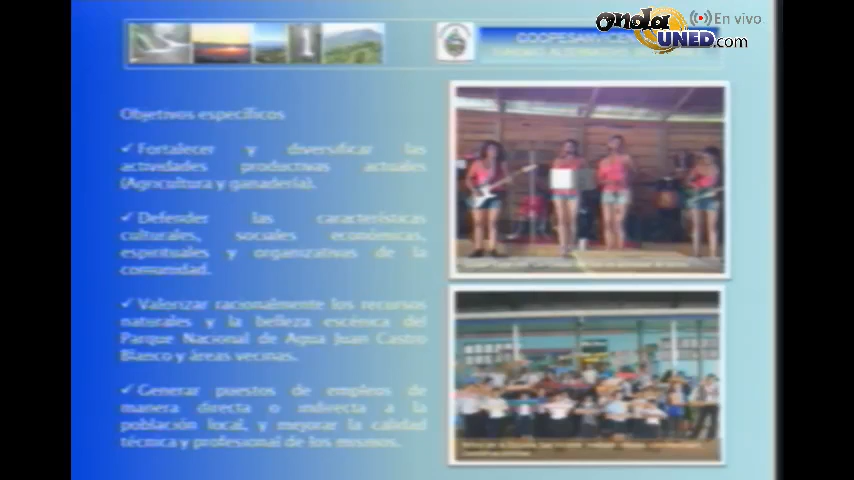 onda UNED.com
En vivo
Objetivos específicos
✓Fortalecer y diversificar las
actividades productivas actuales
(Agricultura y ganadería).
✓Defender las características
culturales, sociales económicas,
espirituales y organizativas de la
comunidad.
✓Valorizar racionalmente los recursos
naturales y la belleza escénica del
Parque Nacional de Agua Juan Castro
Blanco y áreas vecinas.
✓Generar puestos de empleos de
manera directa o indirecta a la
población local, y mejorar la calidad
técnica y profesional de los mismos.